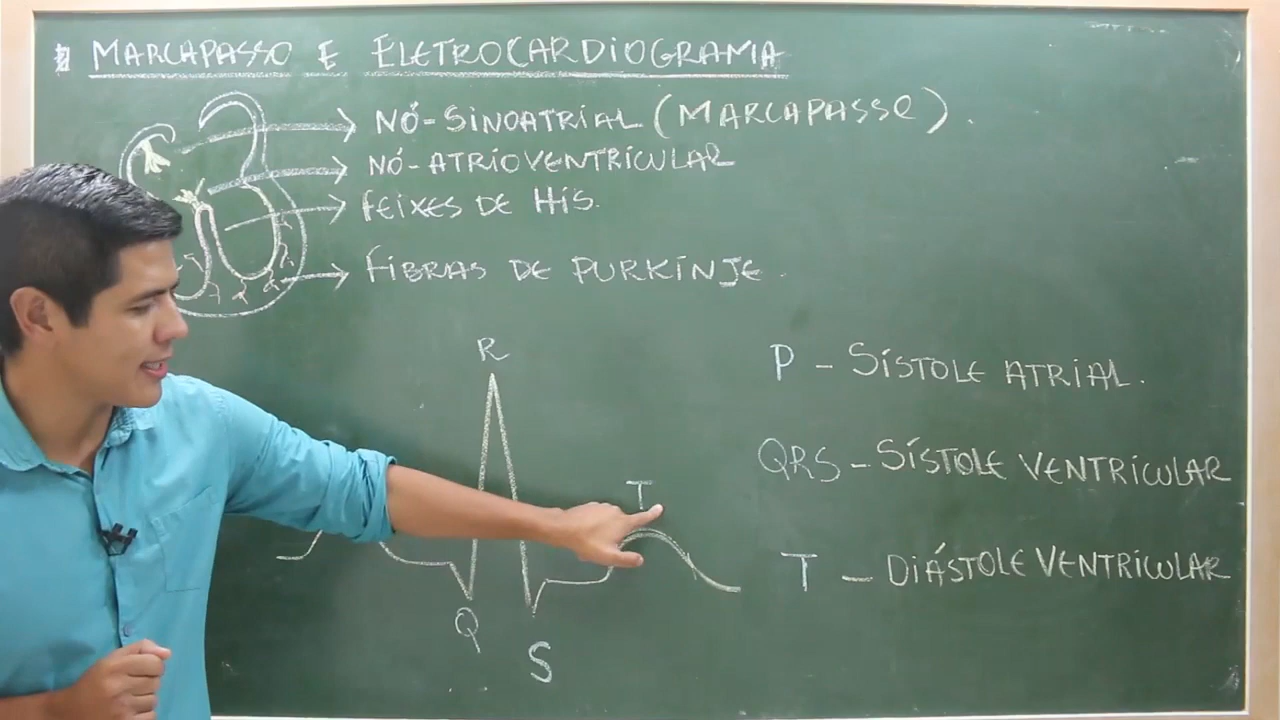 MARCAPASSO E ELETROCARDIOGRAMA
NÓ-SINOATRIAL (MARCAPASSO).
NÓ-ATRIOVENTRICULAR
FEIXES DE HIS.
FIBRAS DE PURKINJE.
R
P - SÍSTOLE ATRIAL.
QRS - SÍSTOLE VENTRICULAR
T
T - DIÁSTOLE VENTRICULAR
Q
S